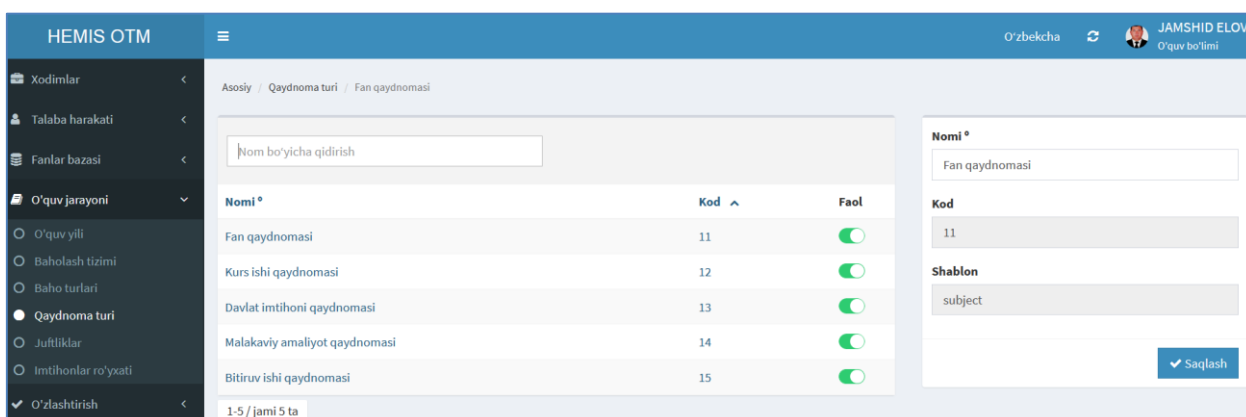 HEMIS OTM
O'zbekcha
JAMSHID ELOV
O'quv bo'limi
Xodimlar
Talaba harakati
Fanlar bazasi
O'quv jarayoni
O'quv yili
Baholash tizimi
Baho turlari
Qaydnoma turi
Juftliklar
Imtihonlar ro'yxati
O'zlashtirish
Asosiy / Qaydnoma turi / Fan qaydnomasi
Nom bo'yicha qidirish
Nomi º Kod Faol
Fan qaydnomasi 11
Kurs ishi qaydnomasi 12
Davlat imtihoni qaydnomasi 13
Malakaviy amaliyot qaydnomasi 14
Bitiruv ishi qaydnomasi 15
1-5 / jami 5 ta
Nomi º
Fan qaydnomasi
Kod
11
Shablon
subject
Saqlash